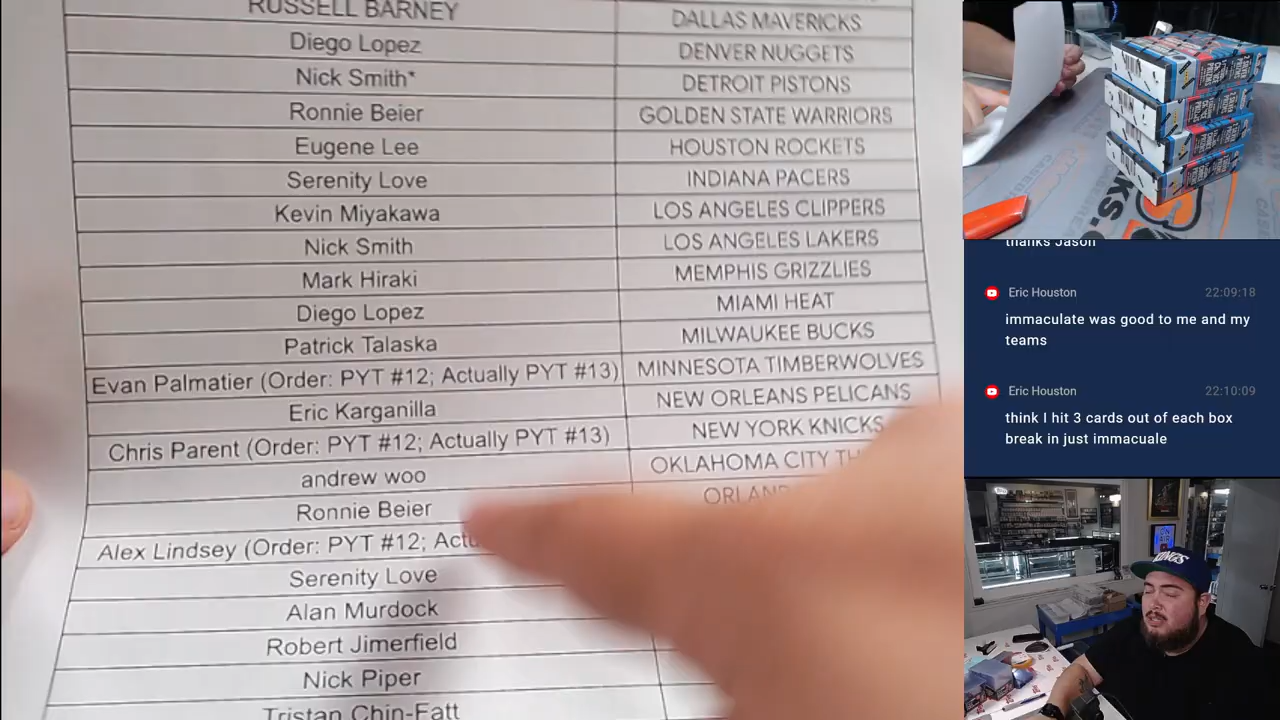 RUSSELL BARNEY DALLAS MAVERICKS
Diego Lopez DENVER NUGGETS
Nick Smith* DETROIT PISTONS
Ronnie Beier GOLDEN STATE WARRIORS
Eugene Lee HOUSTON ROCKETS
Serenity Love INDIANA PACERS
Kevin Miyakawa LOS ANGELES CLIPPERS
Nick Smith LOS ANGELES LAKERS
Mark Hiraki MEMPHIS GRIZZLIES
Diego Lopez MIAMI HEAT
Patrick Talaska MILWAUKEE BUCKS
Evan Palmatier (Order: PYT #12; Actually PYT #13) MINNESOTA TIMBERWOLVES
Eric Karganilla NEW ORLEANS PELICANS
Chris Parent (Order: PYT #12; Actually PYT #13) NEW YORK KNICKS
andrew woo OKLAHOMA CITY
Ronnie Beier
Alex Lindsey (Order: PYT #12;
Serenity Love
Alan Murdock
Robert Jimerfield
Nick Piper
Tristan Chin-Fatt
thanks Jason
Eric Houston 22:09:18
immaculate was good to me and my
teams
Eric Houston 22:10:09
think I hit 3 cards out of each box
break in just immacuale
KINGS